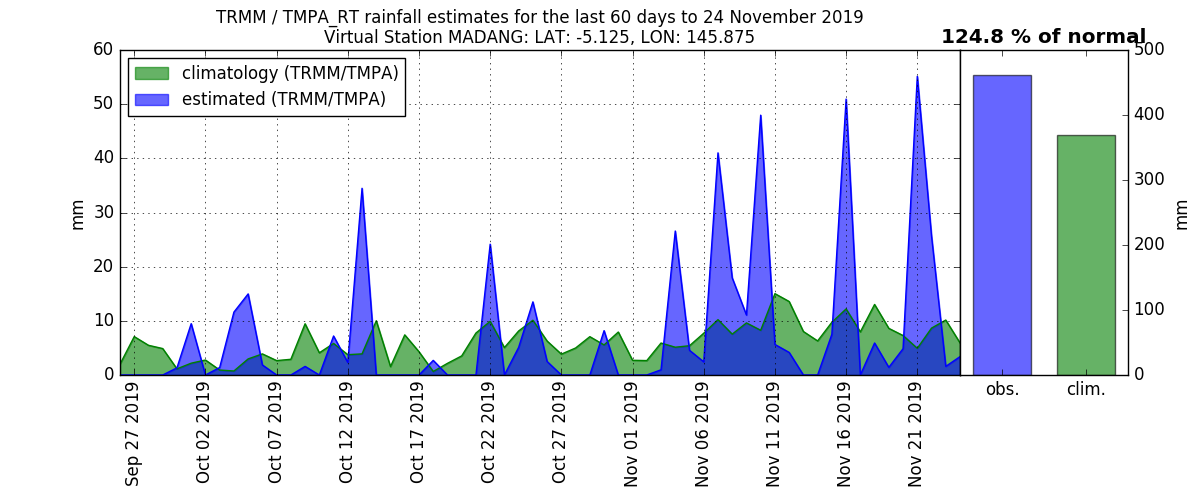 TRMM / TMPA_RT rainfall estimates for the last 60 days to 24 November 2019
Virtual Station MADANG: LAT: -5.125, LON: 145.875
124.8 % of normal
climatology (TRMM/TMPA)
estimated (TRMM/TMPA)
60
50
40
30
20
10
0
mm
Sep 27 2019
Oct 02 2019
Oct 07 2019
Oct 12 2019
Oct 17 2019
Oct 22 2019
Oct 27 2019
Nov 01 2019
Nov 06 2019
Nov 11 2019
Nov 16 2019
Nov 21 2019
obs.
clim.
500
400
300
200
100
0
mm